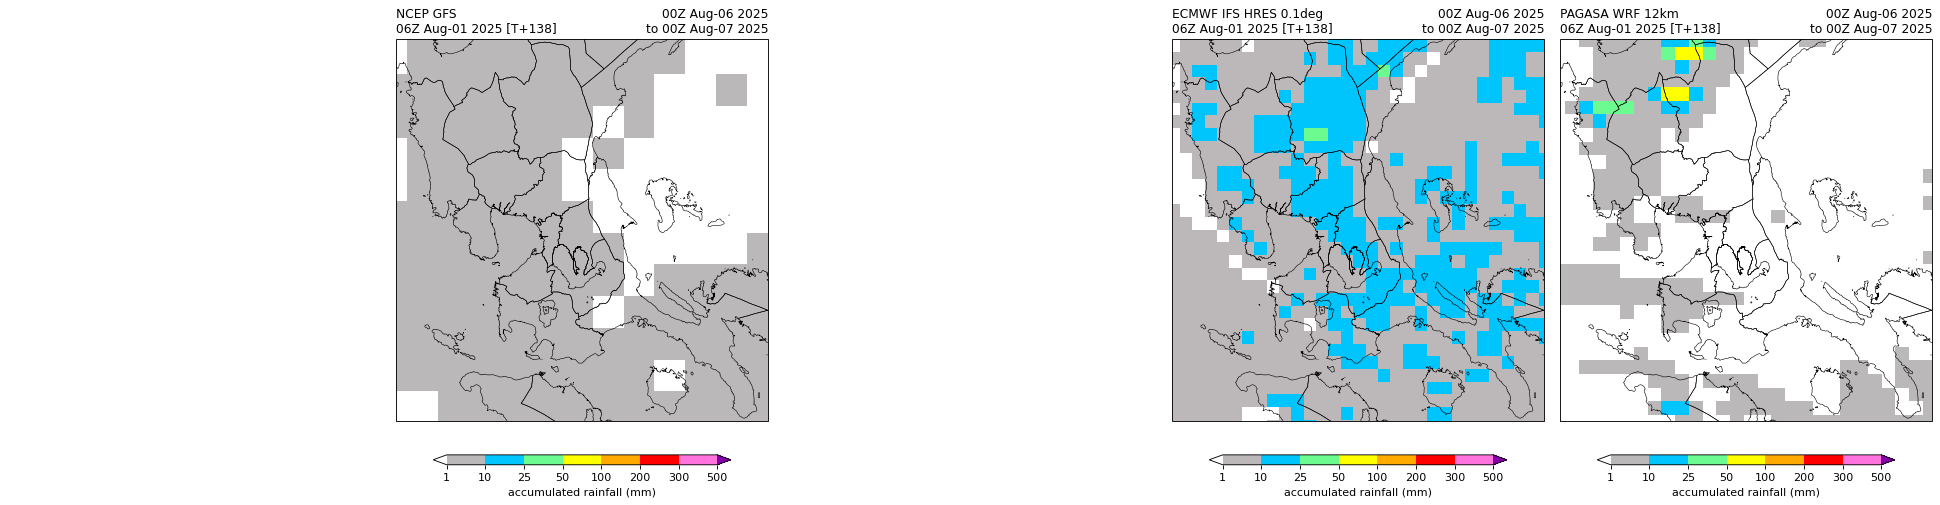 NCEP GFS 00Z Aug-06 2025
06Z Aug-01 2025 [T+138] to 00Z Aug-07 2025
1 10 25 50 100 200 300 500
accumulated rainfall (mm)
ECMWF IFS HRES 0.1deg 00Z Aug-06 2025
06Z Aug-01 2025 [T+138] to 00Z Aug-07 2025
1 10 25 50 100 200 300 500
accumulated rainfall (mm)
PAGASA WRF 12km 00Z Aug-06 2025
06Z Aug-01 2025 [T+138] to 00Z Aug-07 2025
1 10 25 50 100 200 300 500
accumulated rainfall (mm)